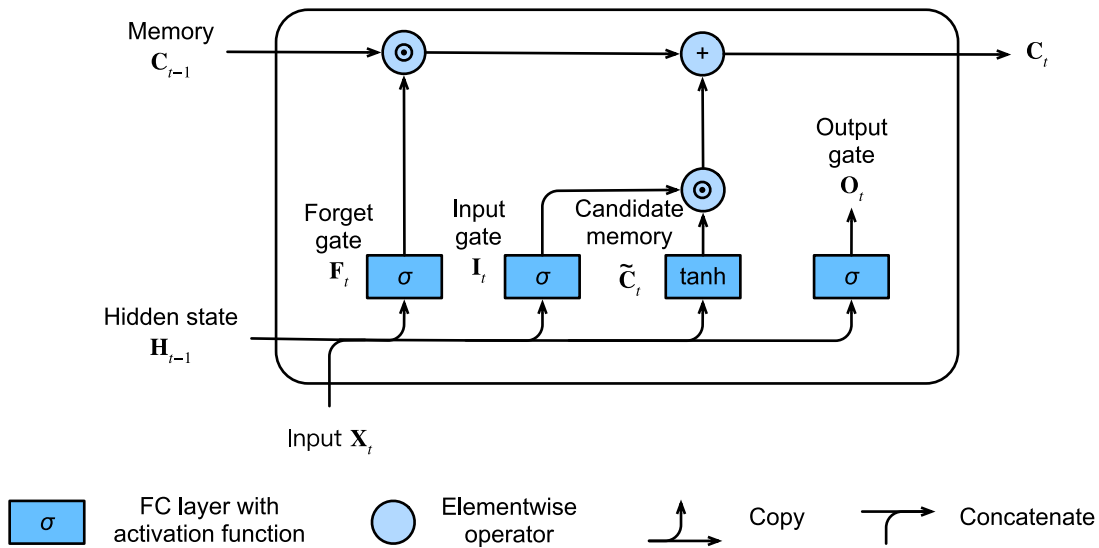 Memory
C_{t−1}
⊙
+
C_t
Output
gate
O_t
⊙
Forget
gate
F_t
σ
Input
gate
I_t
σ
Candidate
memory
C̃_t
tanh
σ
Hidden state
H_{t−1}
Input X_t
σ
FC layer with
activation function
Elementwise
operator
Copy
Concatenate